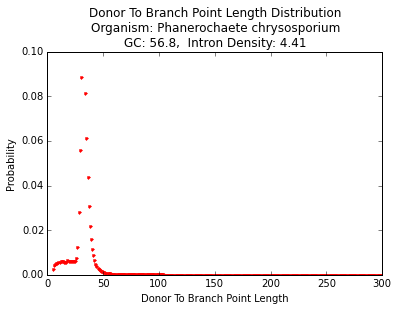 Donor To Branch Point Length Distribution
Organism: Phanerochaete chrysosporium
GC: 56.8,  Intron Density: 4.41
0.10
0.08
0.06
0.04
0.02
0.00
Probability
0 50 100 150 200 250 300
Donor To Branch Point Length